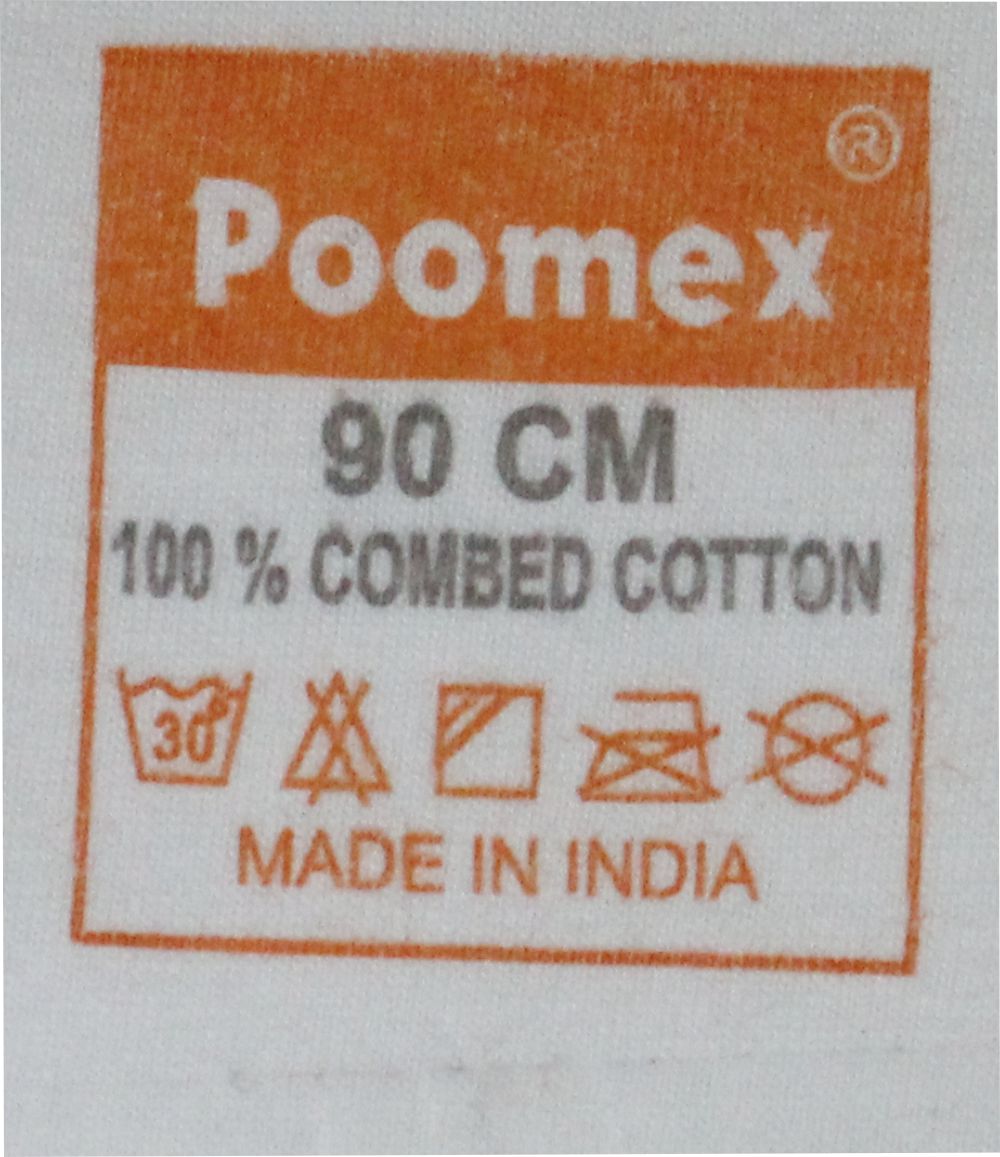 Poomex ®
90 CM
100 % COMBED COTTON
30°
MADE IN INDIA